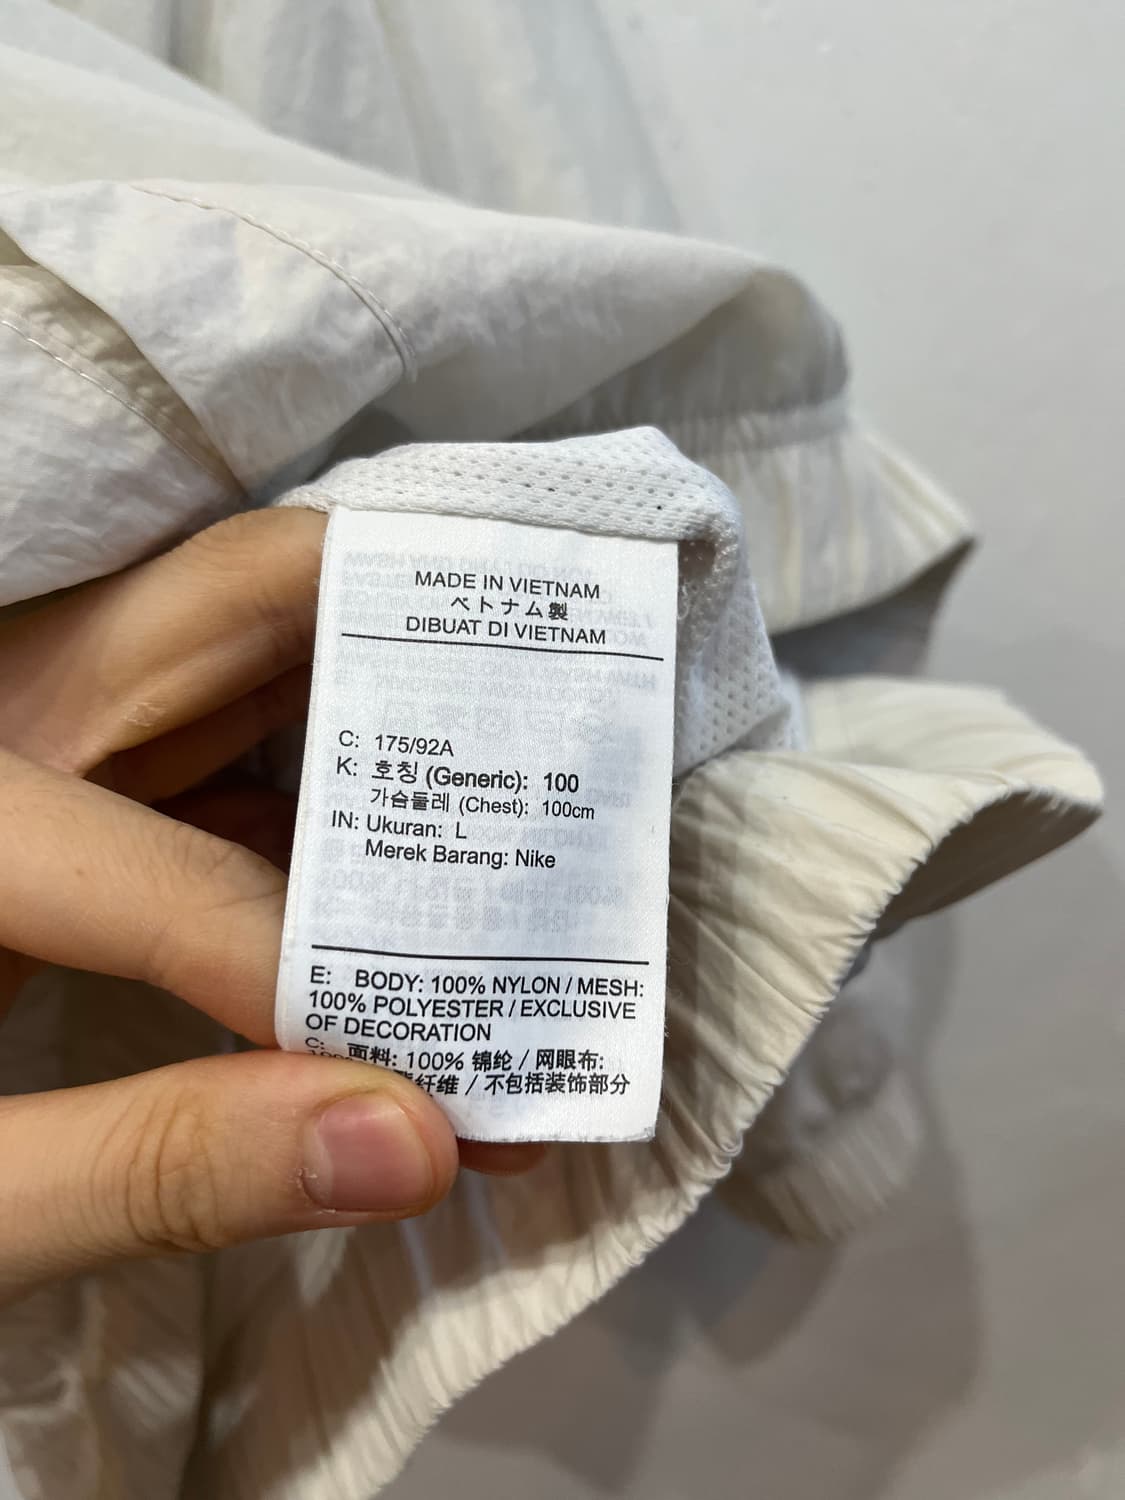 MADE IN VIETNAM
ベトナム製
DIBUAT DI VIETNAM
C: 175/92A
K: 호칭 (Generic): 100
가슴둘레 (Chest): 100cm
IN: Ukuran: L
Merek Barang: Nike
E: BODY: 100% NYLON / MESH:
100% POLYESTER / EXCLUSIVE
OF DECORATION
C: 面料: 100% 锦纶 / 网眼布:
纤维 / 不包括装饰部分